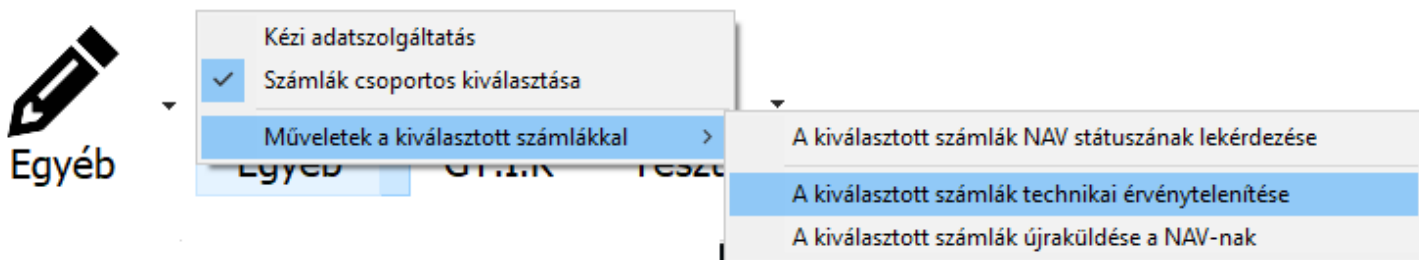 Egyéb
Kézi adatszolgáltatás
Számlák csoportos kiválasztása
Műveletek a kiválasztott számlákkal
A kiválasztott számlák NAV státuszának lekérdezése
A kiválasztott számlák technikai érvénytelenítése
A kiválasztott számlák újraküldése a NAV-nak
Egyéb